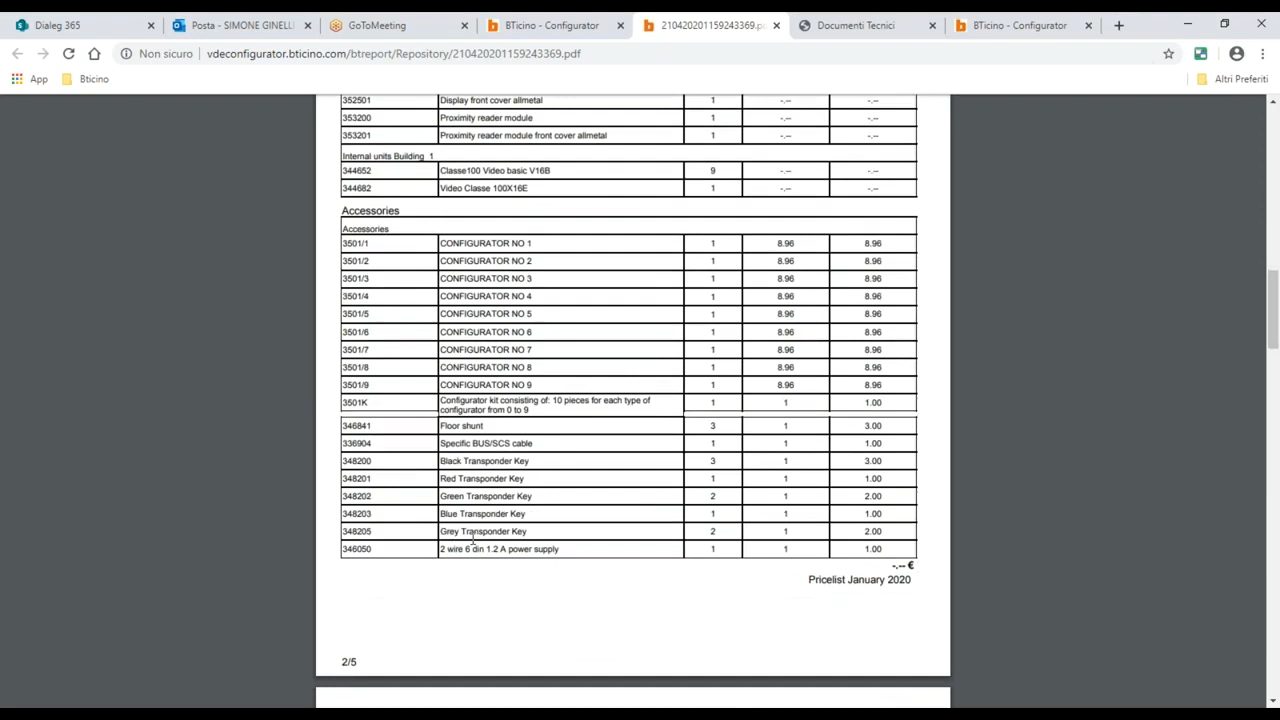 Dialeg 365
Posta - SIMONE GINELL
GoToMeeting
BTicino - Configurator
210420201159243369.pd
Documenti Tecnici
BTicino - Configurator
Non sicuro vdeconfigurator.bticino.com/btreport/Repository/210420201159243369.pdf
App Bticino Altri Preferiti
352501 Display front cover allmetal 1 -.-- -.--
353200 Proximity reader module 1 -.-- -.--
353201 Proximity reader module front cover allmetal 1 -.-- -.--
Internal units Building 1
344652 Classe100 Video basic V16B 9 -.-- -.--
344682 Video Classe 100X16E 1 -.-- -.--
Accessories
Accessories
3501/1 CONFIGURATOR NO 1 1 8.96 8.96
3501/2 CONFIGURATOR NO 2 1 8.96 8.96
3501/3 CONFIGURATOR NO 3 1 8.96 8.96
3501/4 CONFIGURATOR NO 4 1 8.96 8.96
3501/5 CONFIGURATOR NO 5 1 8.96 8.96
3501/6 CONFIGURATOR NO 6 1 8.96 8.96
3501/7 CONFIGURATOR NO 7 1 8.96 8.96
3501/8 CONFIGURATOR NO 8 1 8.96 8.96
3501/9 CONFIGURATOR NO 9 1 8.96 8.96
3501K Configurator kit consisting of: 10 pieces for each type of 1 1 1.00
configurator from 0 to 9
346841 Floor shunt 3 1 3.00
336904 Specific BUS/SCS cable 1 1 1.00
348200 Black Transponder Key 3 1 3.00
348201 Red Transponder Key 1 1 1.00
348202 Green Transponder Key 2 1 2.00
348203 Blue Transponder Key 1 1 1.00
348205 Grey Transponder Key 2 1 2.00
346050 2 wire 6 din 1.2 A power supply 1 1 1.00
-.-- €
Pricelist January 2020
2/5